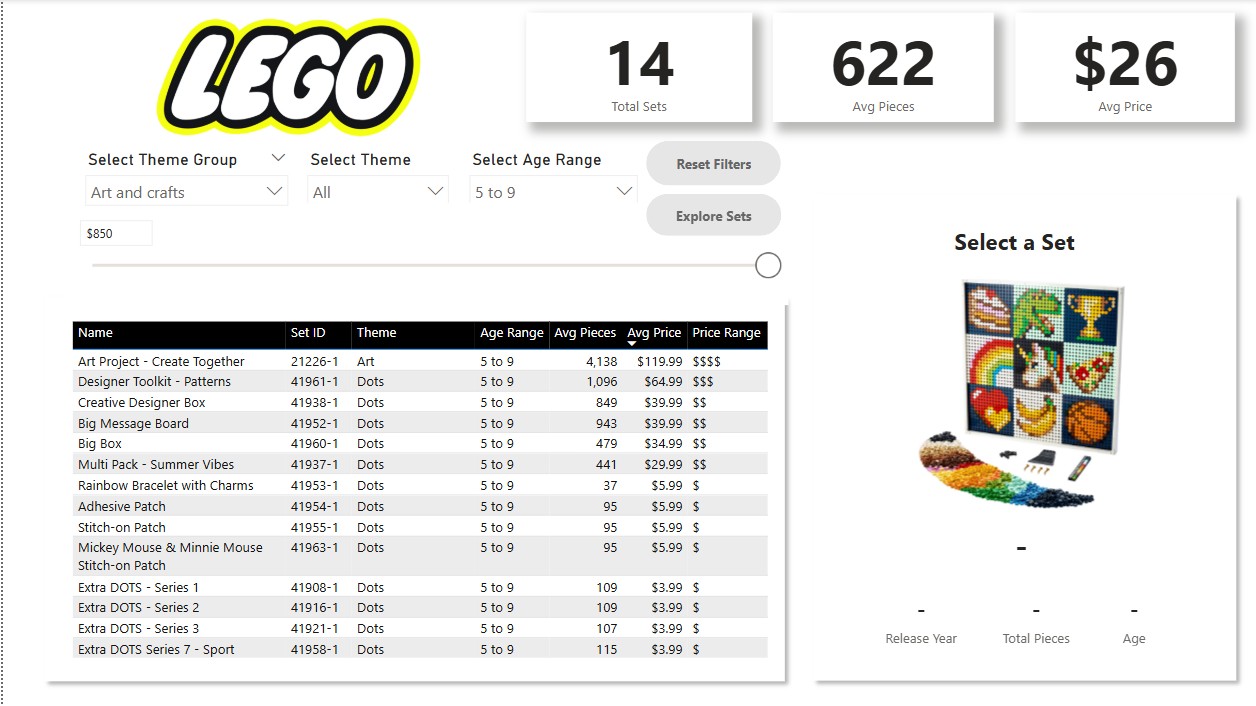 LEGO
14
Total Sets
622
Avg Pieces
$26
Avg Price
Select Theme Group
Select Theme
Select Age Range
Art and crafts
All
5 to 9
Reset Filters
Explore Sets
$850
Name Set ID Theme Age Range Avg Pieces Avg Price Price Range
Art Project - Create Together 21226-1 Art 5 to 9 4,138 $119.99 $$$$
Designer Toolkit - Patterns 41961-1 Dots 5 to 9 1,096 $64.99 $$$
Creative Designer Box 41938-1 Dots 5 to 9 849 $39.99 $$
Big Message Board 41952-1 Dots 5 to 9 943 $39.99 $$
Big Box 41960-1 Dots 5 to 9 479 $34.99 $$
Multi Pack - Summer Vibes 41937-1 Dots 5 to 9 441 $29.99 $$
Rainbow Bracelet with Charms 41953-1 Dots 5 to 9 37 $5.99 $
Adhesive Patch 41954-1 Dots 5 to 9 95 $5.99 $
Stitch-on Patch 41955-1 Dots 5 to 9 95 $5.99 $
Mickey Mouse & Minnie Mouse 41963-1 Dots 5 to 9 95 $5.99 $
Stitch-on Patch
Extra DOTS - Series 1 41908-1 Dots 5 to 9 109 $3.99 $
Extra DOTS - Series 2 41916-1 Dots 5 to 9 109 $3.99 $
Extra DOTS - Series 3 41921-1 Dots 5 to 9 107 $3.99 $
Extra DOTS Series 7 - Sport 41958-1 Dots 5 to 9 115 $3.99 $
Select a Set
-
- - -
Release Year Total Pieces Age